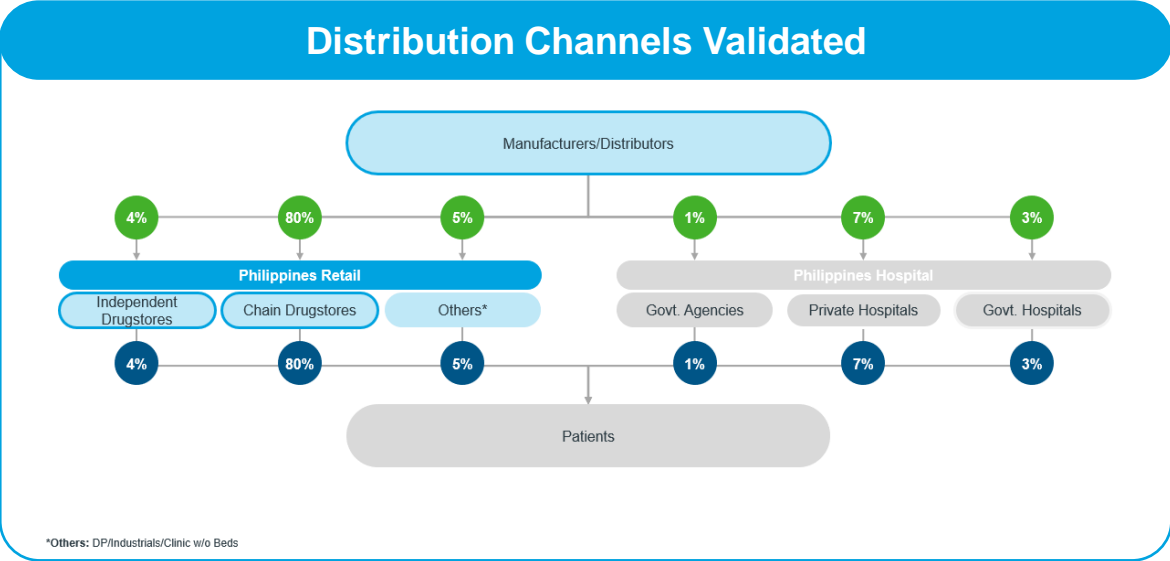 Distribution Channels Validated
Manufacturers/Distributors
4% 80% 5% 1% 7% 3%
Philippines Retail
Philippines Hospital
Independent
Drugstores
Chain Drugstores
Others*
Govt. Agencies
Private Hospitals
Govt. Hospitals
4% 80% 5% 1% 7% 3%
Patients
*Others: DP/Industrials/Clinic w/o Beds